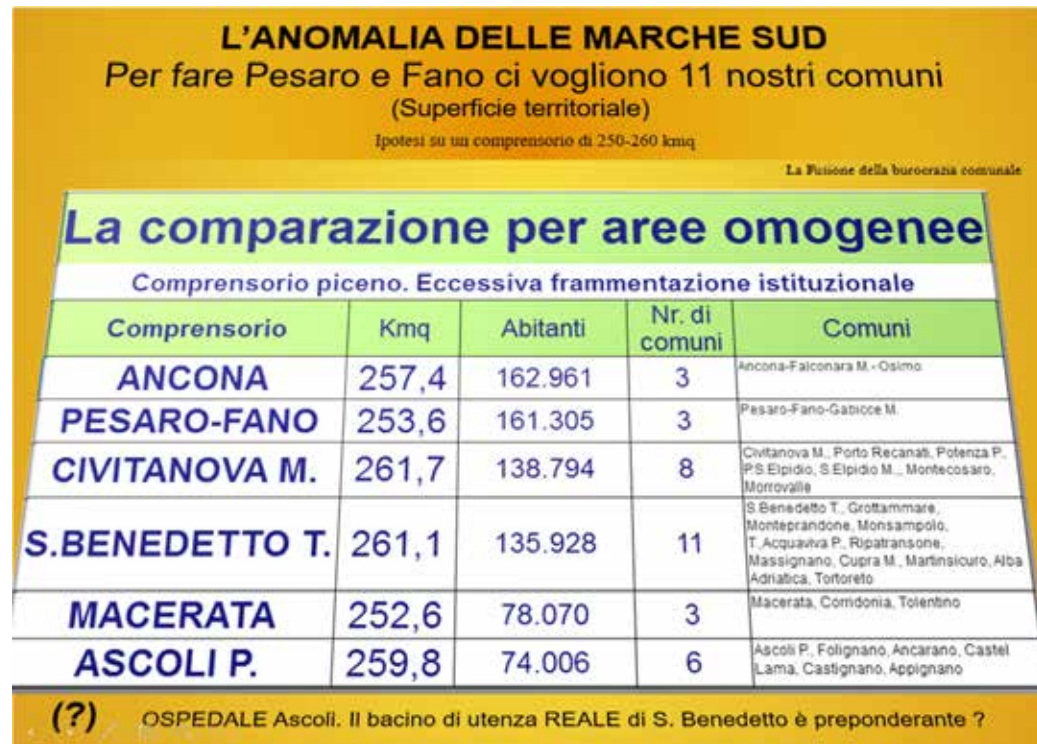 L'ANOMALIA DELLE MARCHE SUD
Per fare Pesaro e Fano ci vogliono 11 nostri comuni
(Superficie territoriale)
Ipotesi su un comprensorio di 250-260 kmq
La Fusione della burocrazia comunale
La comparazione per aree omogenee
Comprensorio piceno. Eccessiva frammentazione istituzionale
Comprensorio Kmq Abitanti Nr. di comuni Comuni
ANCONA 257,4 162.961 3 Ancona-Falconara M.- Osimo
PESARO-FANO 253,6 161.305 3 Pesaro-Fano-Gabicce M.
CIVITANOVA M. 261,7 138.794 8 Civitanova M., Porto Recanati, Potenza P.,
P.S.Elpidio, S.Elpidio M.,, Montecosaro,
Morrovalle
S.BENEDETTO T. 261,1 135.928 11 S.Benedetto T., Grottammare,
Monteprandone, Monsampolo,
T.,Acquaviva P., Ripatransone,
Massignano, Cupra M., Martinsicuro, Alba
Adriatica, Tortoreto
MACERATA 252,6 78.070 3 Macerata, Corridonia, Tolentino
ASCOLI P. 259,8 74.006 6 Ascoli P., Folignano, Ancarano, Castel
Lama, Castignano, Appignano
(?) OSPEDALE Ascoli. Il bacino di utenza REALE di S. Benedetto è preponderante ?